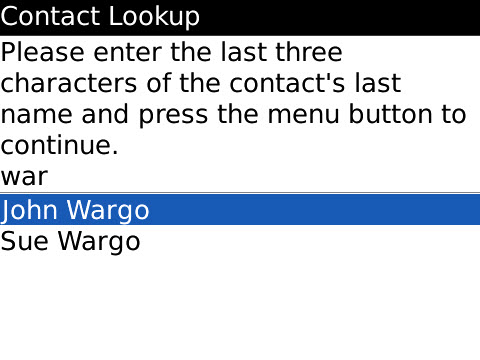 Contact Lookup
Please enter the last three
characters of the contact's last
name and press the menu button to
continue.
war
John Wargo
Sue Wargo